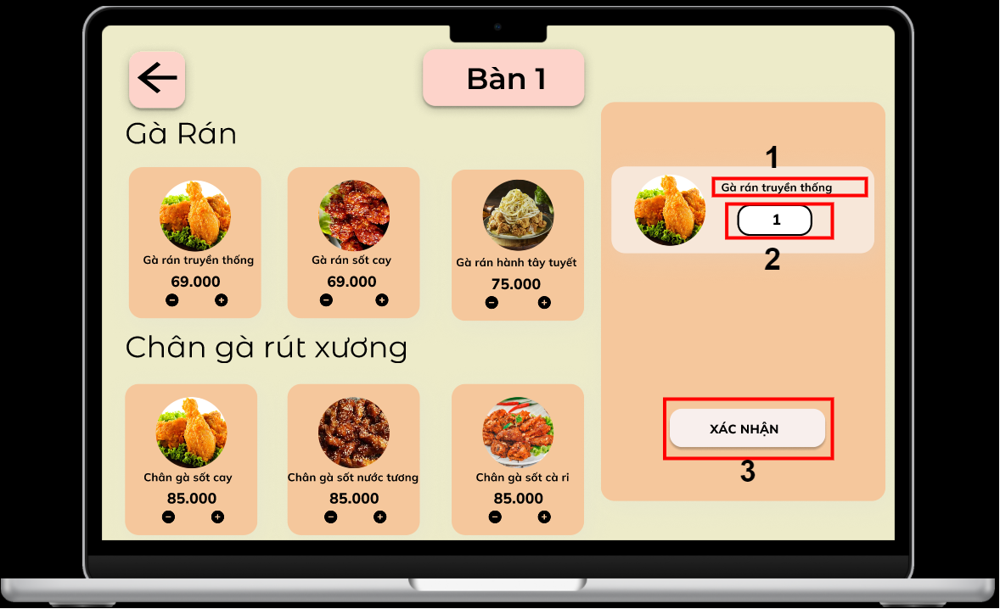 Bàn 1
Gà Rán
Gà rán truyền thống
69.000
Gà rán sốt cay
69.000
Gà rán hành tây tuyết
75.000
Chân gà rút xương
Chân gà sốt cay
85.000
Chân gà sốt nước tương
85.000
Chân gà sốt cà ri
85.000
1
Gà rán truyền thống
1
2
XÁC NHẬN
3